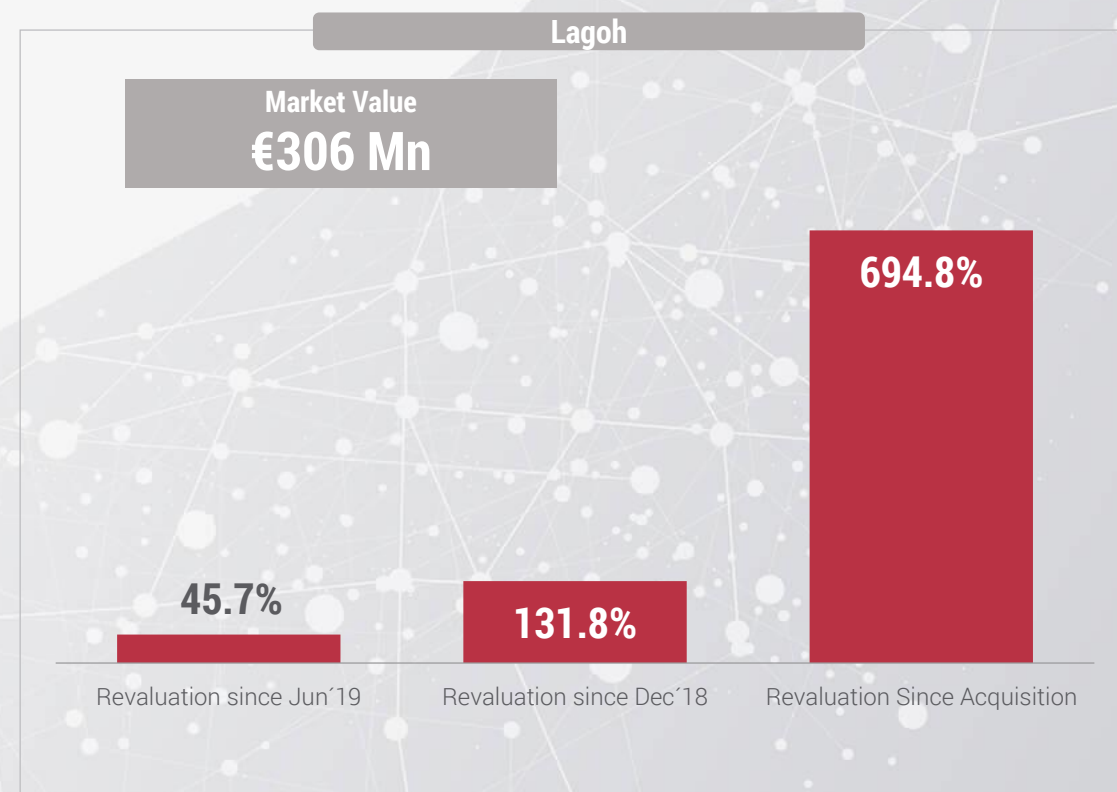 Lagoh
Market Value
€306 Mn
694.8%
45.7%
131.8%
Revaluation since Jun´19
Revaluation since Dec´18
Revaluation Since Acquisition